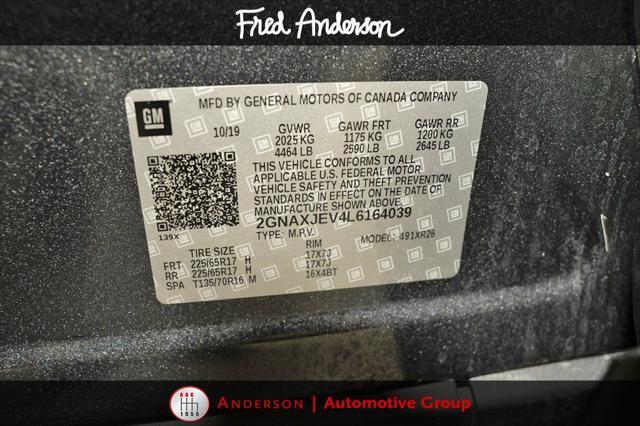 Fred Anderson
MFD BY GENERAL MOTORS OF CANADA COMPANY
GM
10/19 GVWR GAWR FRT GAWR RR
2025 KG 1175 KG 1200 KG
4464 LB 2590 LB 2645 LB
THIS VEHICLE CONFORMS TO ALL
APPLICABLE U.S. FEDERAL MOTOR
VEHICLE SAFETY AND THEFT PREVENTION
STANDARDS IN EFFECT ON THE DATE OF
MANUFACTURE SHOWN ABOVE.
2GNAXJEV4L6164039
139X TYPE: M.P.V. MODEL: 491XR26
TIRE SIZE RIM
FRT 225/65R17 H 17X7J
RR 225/65R17 H 17X7J
SPA T135/70R16 M 16X4BT
AAG
1955
ANDERSON | Automotive Group